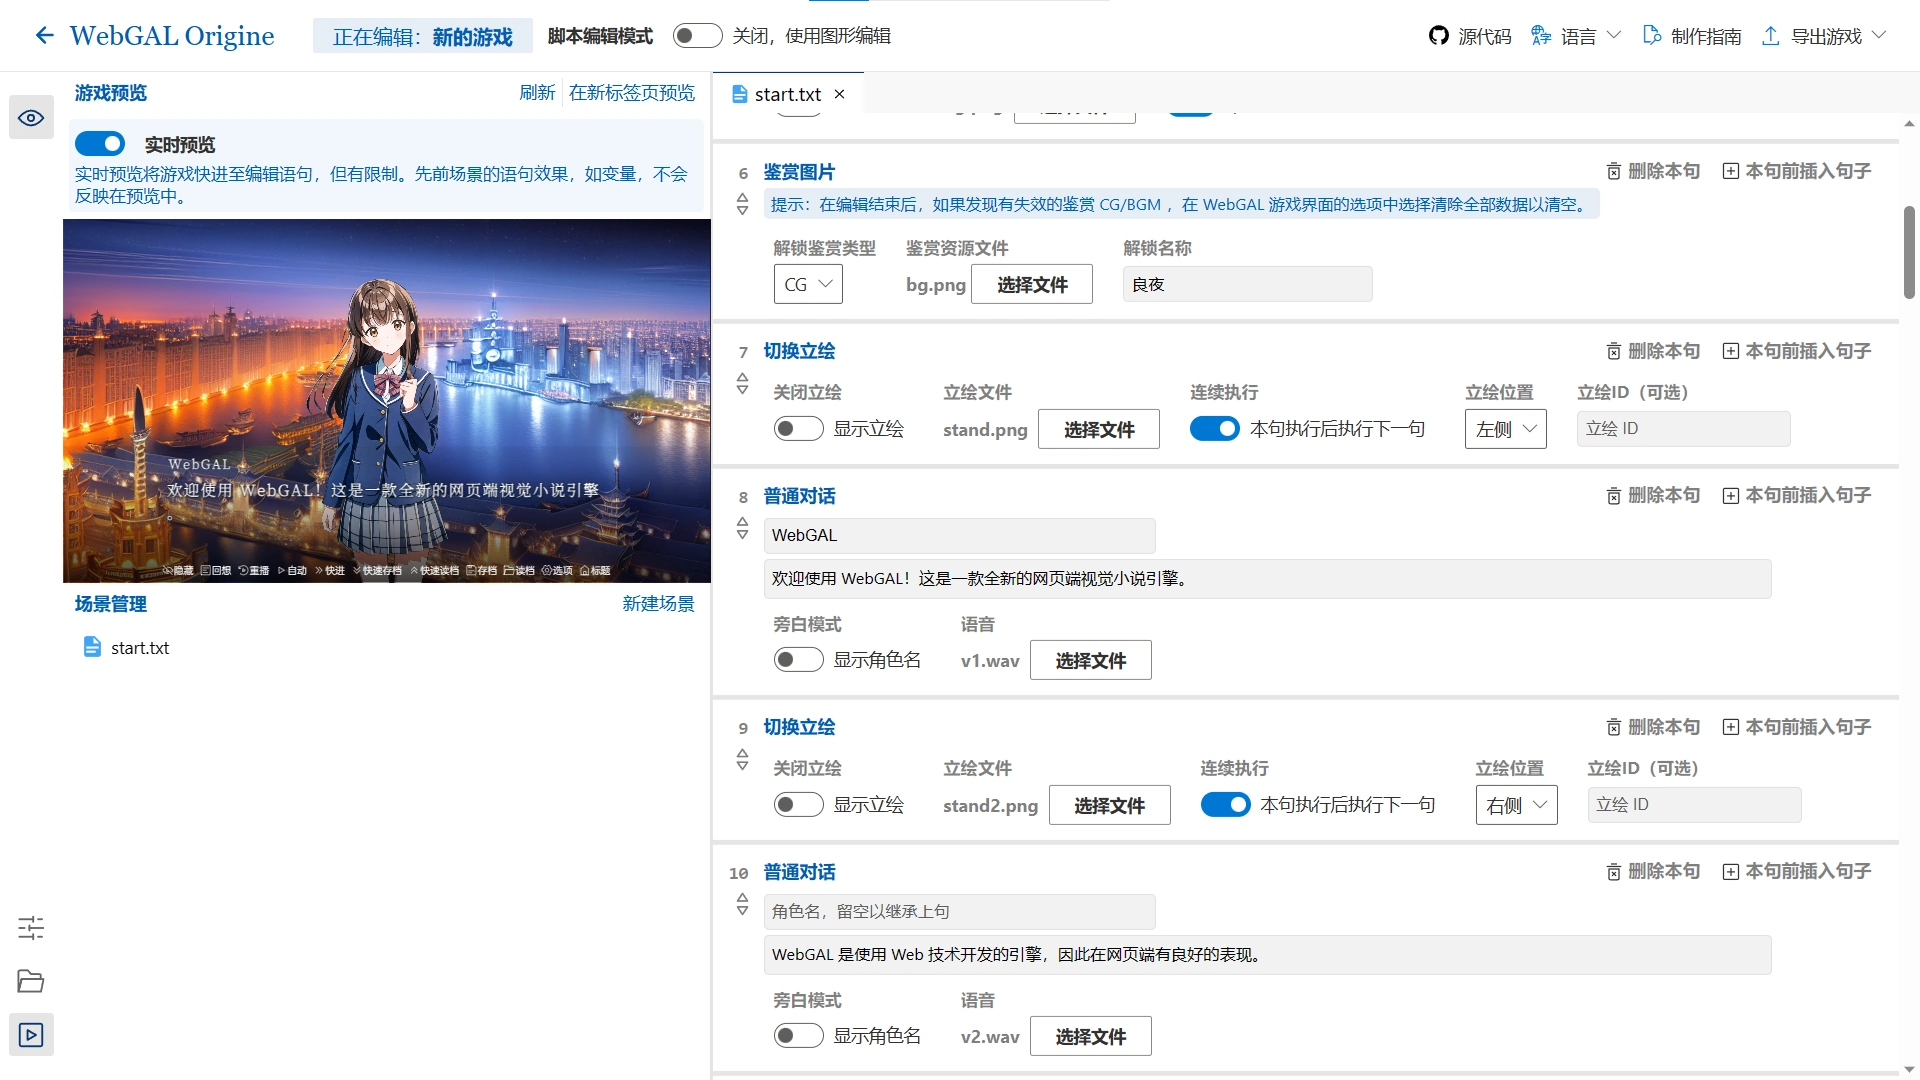 WebGAL Origine 正在编辑：新的游戏 脚本编辑模式 关闭，使用图形编辑 源代码 语言 制作指南 导出游戏
游戏预览 刷新 在新标签页预览
实时预览
实时预览将游戏快进至编辑语句，但有限制。先前场景的语句效果，如变量，不会
反映在预览中。
WebGAL
欢迎使用 WebGAL！这是一款全新的网页端视觉小说引擎
。
隐藏 回想 重播 自动 快进 快速存档 快速读档 存档 读档 选项 标题
场景管理 新建场景
start.txt
start.txt
6 鉴赏图片 删除本句 本句前插入句子
提示：在编辑结束后，如果发现有失效的鉴赏 CG/BGM ，在 WebGAL 游戏界面的选项中选择清除全部数据以清空。
解锁鉴赏类型 鉴赏资源文件 解锁名称
CG bg.png 选择文件 良夜
7 切换立绘 删除本句 本句前插入句子
关闭立绘 立绘文件 连续执行 立绘位置 立绘ID（可选）
显示立绘 stand.png 选择文件 本句执行后执行下一句 左侧 立绘 ID
8 普通对话 删除本句 本句前插入句子
WebGAL
欢迎使用 WebGAL！这是一款全新的网页端视觉小说引擎。
旁白模式 语音
显示角色名 v1.wav 选择文件
9 切换立绘 删除本句 本句前插入句子
关闭立绘 立绘文件 连续执行 立绘位置 立绘ID（可选）
显示立绘 stand2.png 选择文件 本句执行后执行下一句 右侧 立绘 ID
10 普通对话 删除本句 本句前插入句子
角色名，留空以继承上句
WebGAL 是使用 Web 技术开发的引擎，因此在网页端有良好的表现。
旁白模式 语音
显示角色名 v2.wav 选择文件